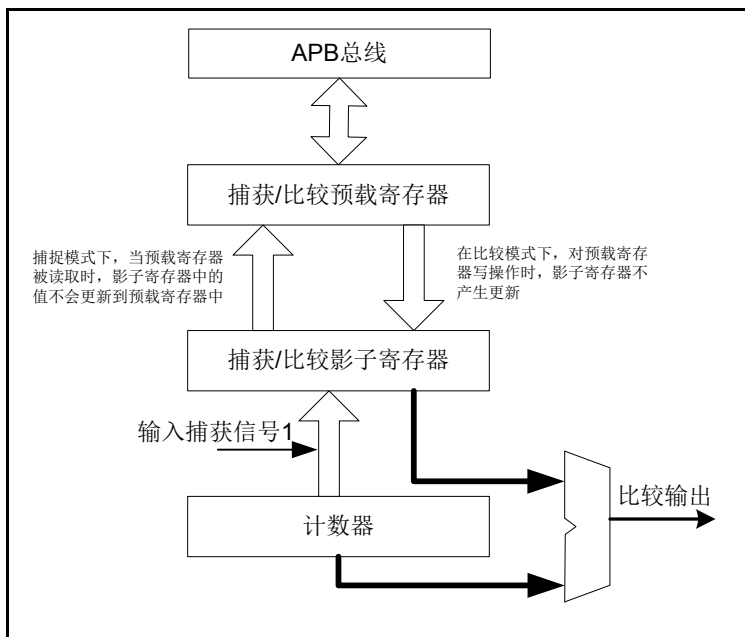 APB总线
捕获/比较预载寄存器
捕捉模式下，当预载寄存器
被读取时，影子寄存器中的
值不会更新到预载寄存器中
在比较模式下，对预载寄存
器写操作时，影子寄存器不
产生更新
捕获/比较影子寄存器
输入捕获信号1
计数器
比较输出